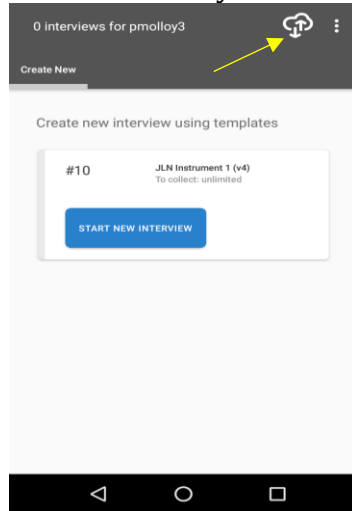 0 interviews for pmolloy3
Create New
Create new interview using templates
#10
JLN Instrument 1 (v4)
To collect: unlimited
START NEW INTERVIEW